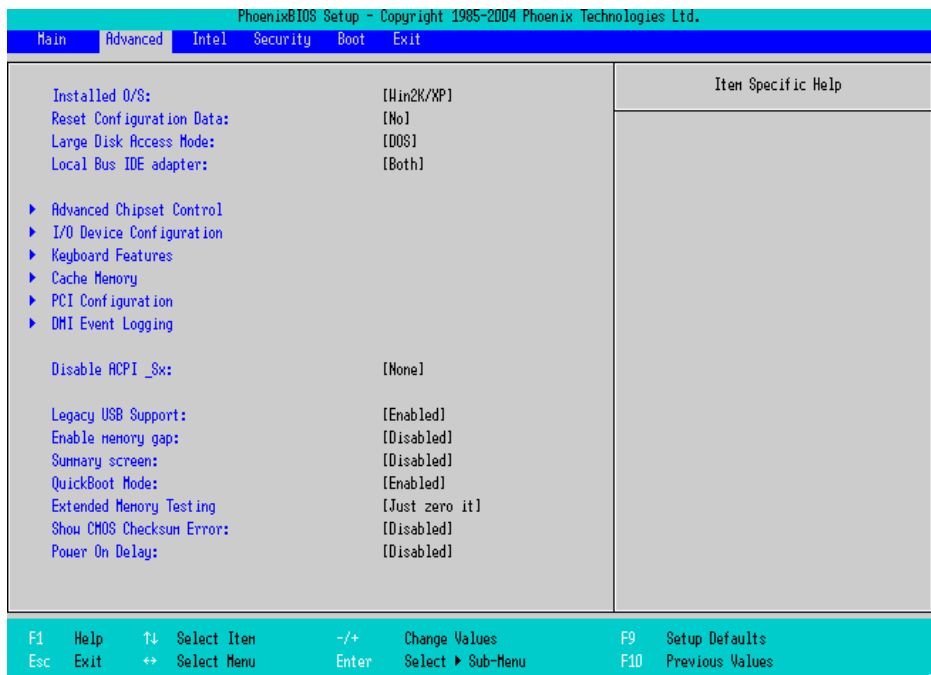 PhoenixBIOS Setup - Copyright 1985-2004 Phoenix Technologies Ltd.
Main Advanced Intel Security Boot Exit
Item Specific Help
Installed O/S: [Win2K/XP]
Reset Configuration Data: [No]
Large Disk Access Mode: [DOS]
Local Bus IDE adapter: [Both]
Advanced Chipset Control
I/O Device Configuration
Keyboard Features
Cache Memory
PCI Configuration
DMI Event Logging
Disable ACPI _Sx: [None]
Legacy USB Support: [Enabled]
Enable memory gap: [Disabled]
Summary screen: [Disabled]
QuickBoot Mode: [Enabled]
Extended Memory Testing [Just zero it]
Show CMOS Checksum Error: [Disabled]
Power On Delay: [Disabled]
F1 Help ↑↓ Select Item -/+ Change Values F9 Setup Defaults
Esc Exit ↔ Select Menu Enter Select ▶ Sub-Menu F10 Previous Values